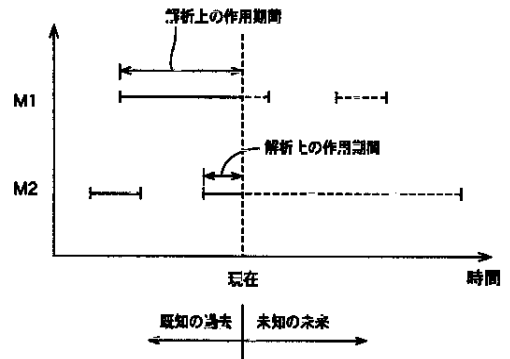 解析上の作用期間
M1
解析上の作用期間
M2
現在
時間
既知の過去
未知の未来